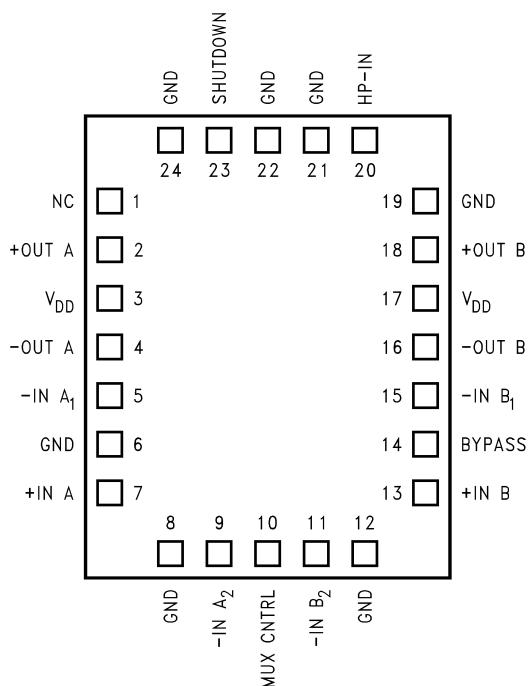 GND SHUTDOWN GND GND HP-IN
24 23 22 21 20
NC 1 19 GND
+OUT A 2 18 +OUT B
VDD 3 17 VDD
-OUT A 4 16 -OUT B
-IN A1 5 15 -IN B1
GND 6 14 BYPASS
+IN A 7 13 +IN B
8 9 10 11 12
GND -IN A2 MUX CNTRL -IN B2 GND